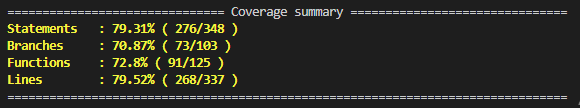 =============================== Coverage summary ===============================
Statements   : 79.31% ( 276/348 )
Branches     : 70.87% ( 73/103 )
Functions    : 72.8% ( 91/125 )
Lines        : 79.52% ( 268/337 )
================================================================================